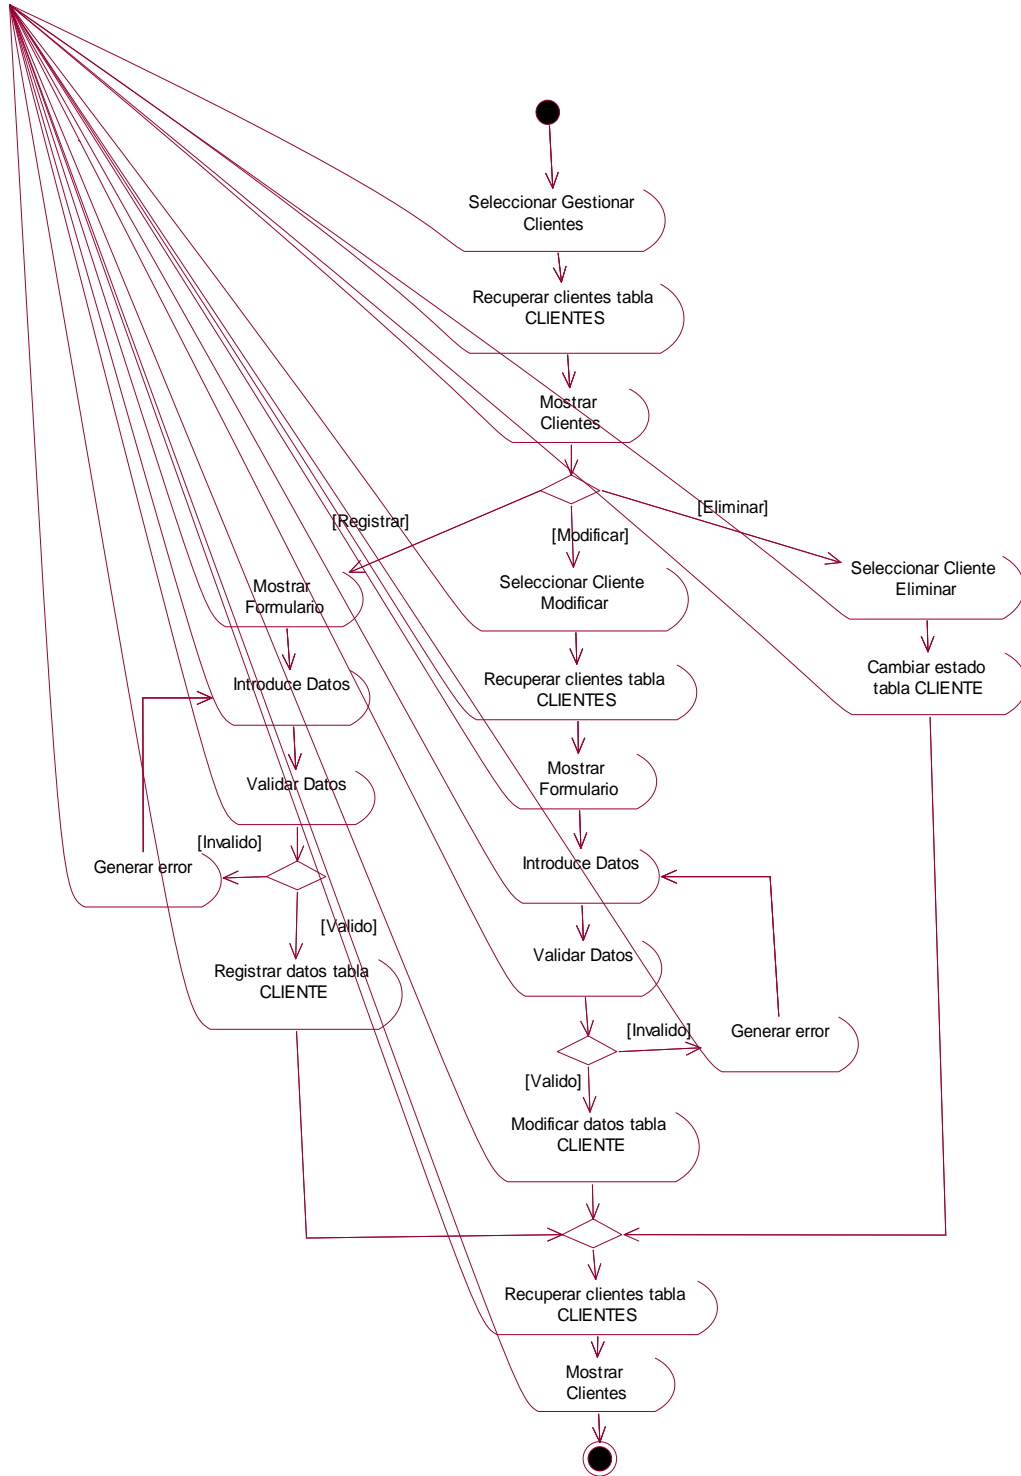 Seleccionar Gestionar
Clientes
Recuperar clientes tabla
CLIENTES
Mostrar
Clientes
[Registrar]
[Modificar]
[Eliminar]
Mostrar
Formulario
Seleccionar Cliente
Modificar
Seleccionar Cliente
Eliminar
Introduce Datos
Recuperar clientes tabla
CLIENTES
Cambiar estado
tabla CLIENTE
Validar Datos
Mostrar
Formulario
[Invalido]
Generar error
Introduce Datos
[Valido]
Registrar datos tabla
CLIENTE
Validar Datos
[Invalido]
Generar error
[Valido]
Modificar datos tabla
CLIENTE
Recuperar clientes tabla
CLIENTES
Mostrar
Clientes